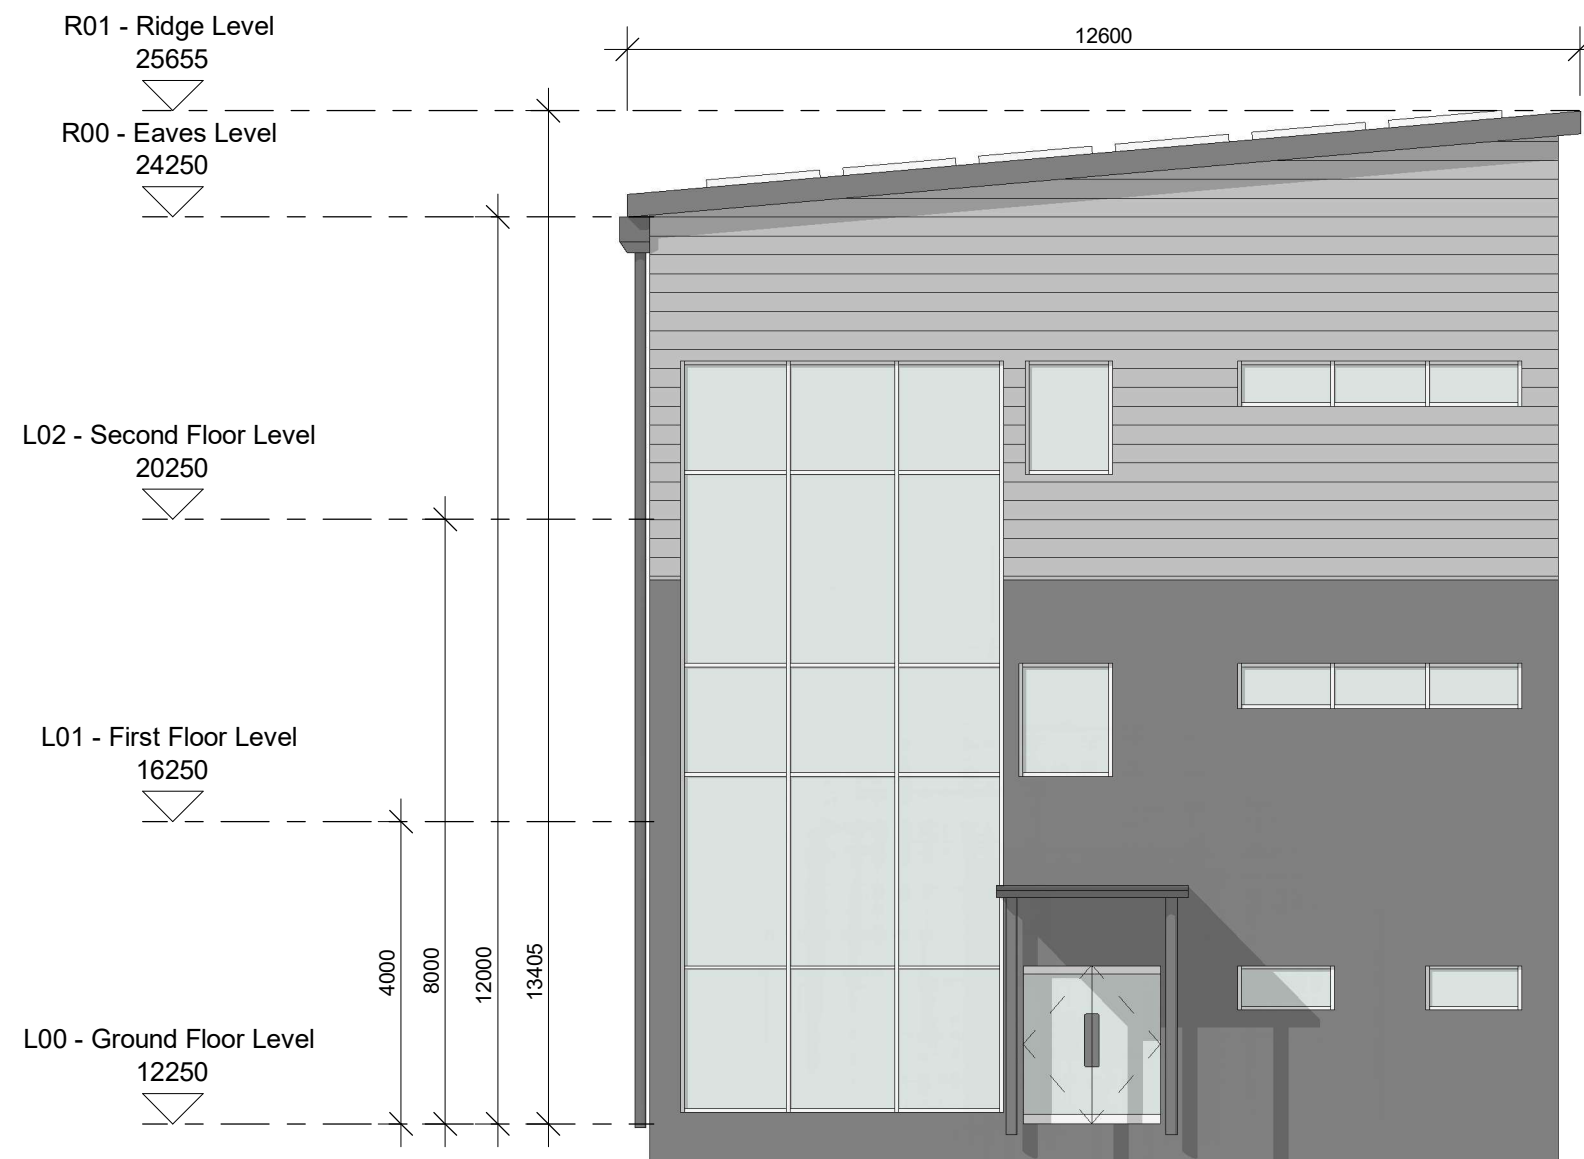 R01 - Ridge Level
25655
12600
R00 - Eaves Level
24250
L02 - Second Floor Level
20250
L01 - First Floor Level
16250
4000
8000
12000
13405
L00 - Ground Floor Level
12250